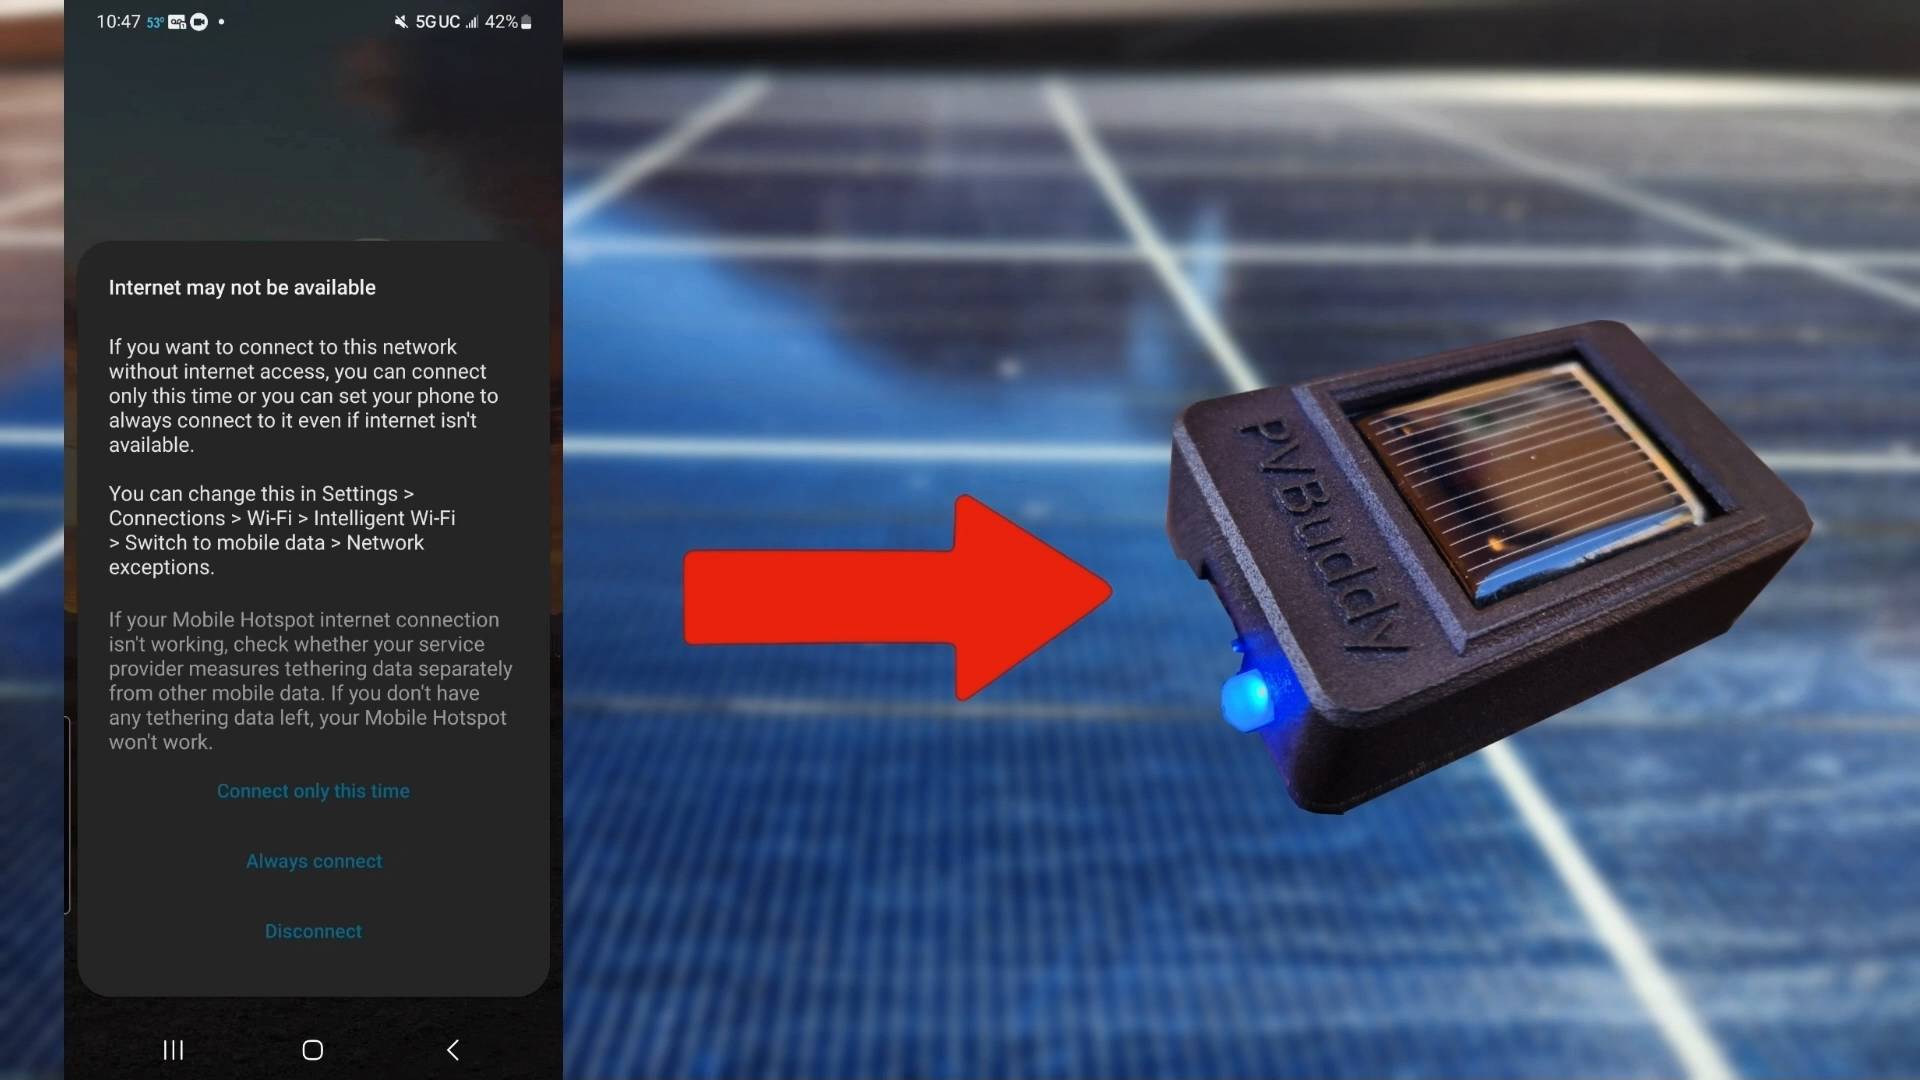 10:47 53° 5G UC 42%
Internet may not be available
If you want to connect to this network
without internet access, you can connect
only this time or you can set your phone to
always connect to it even if internet isn't
available.
You can change this in Settings >
Connections > Wi-Fi > Intelligent Wi-Fi
> Switch to mobile data > Network
exceptions.
If your Mobile Hotspot internet connection
isn't working, check whether your service
provider measures tethering data separately
from other mobile data. If you don't have
any tethering data left, your Mobile Hotspot
won't work.
Connect only this time
Always connect
Disconnect
pvBuddy